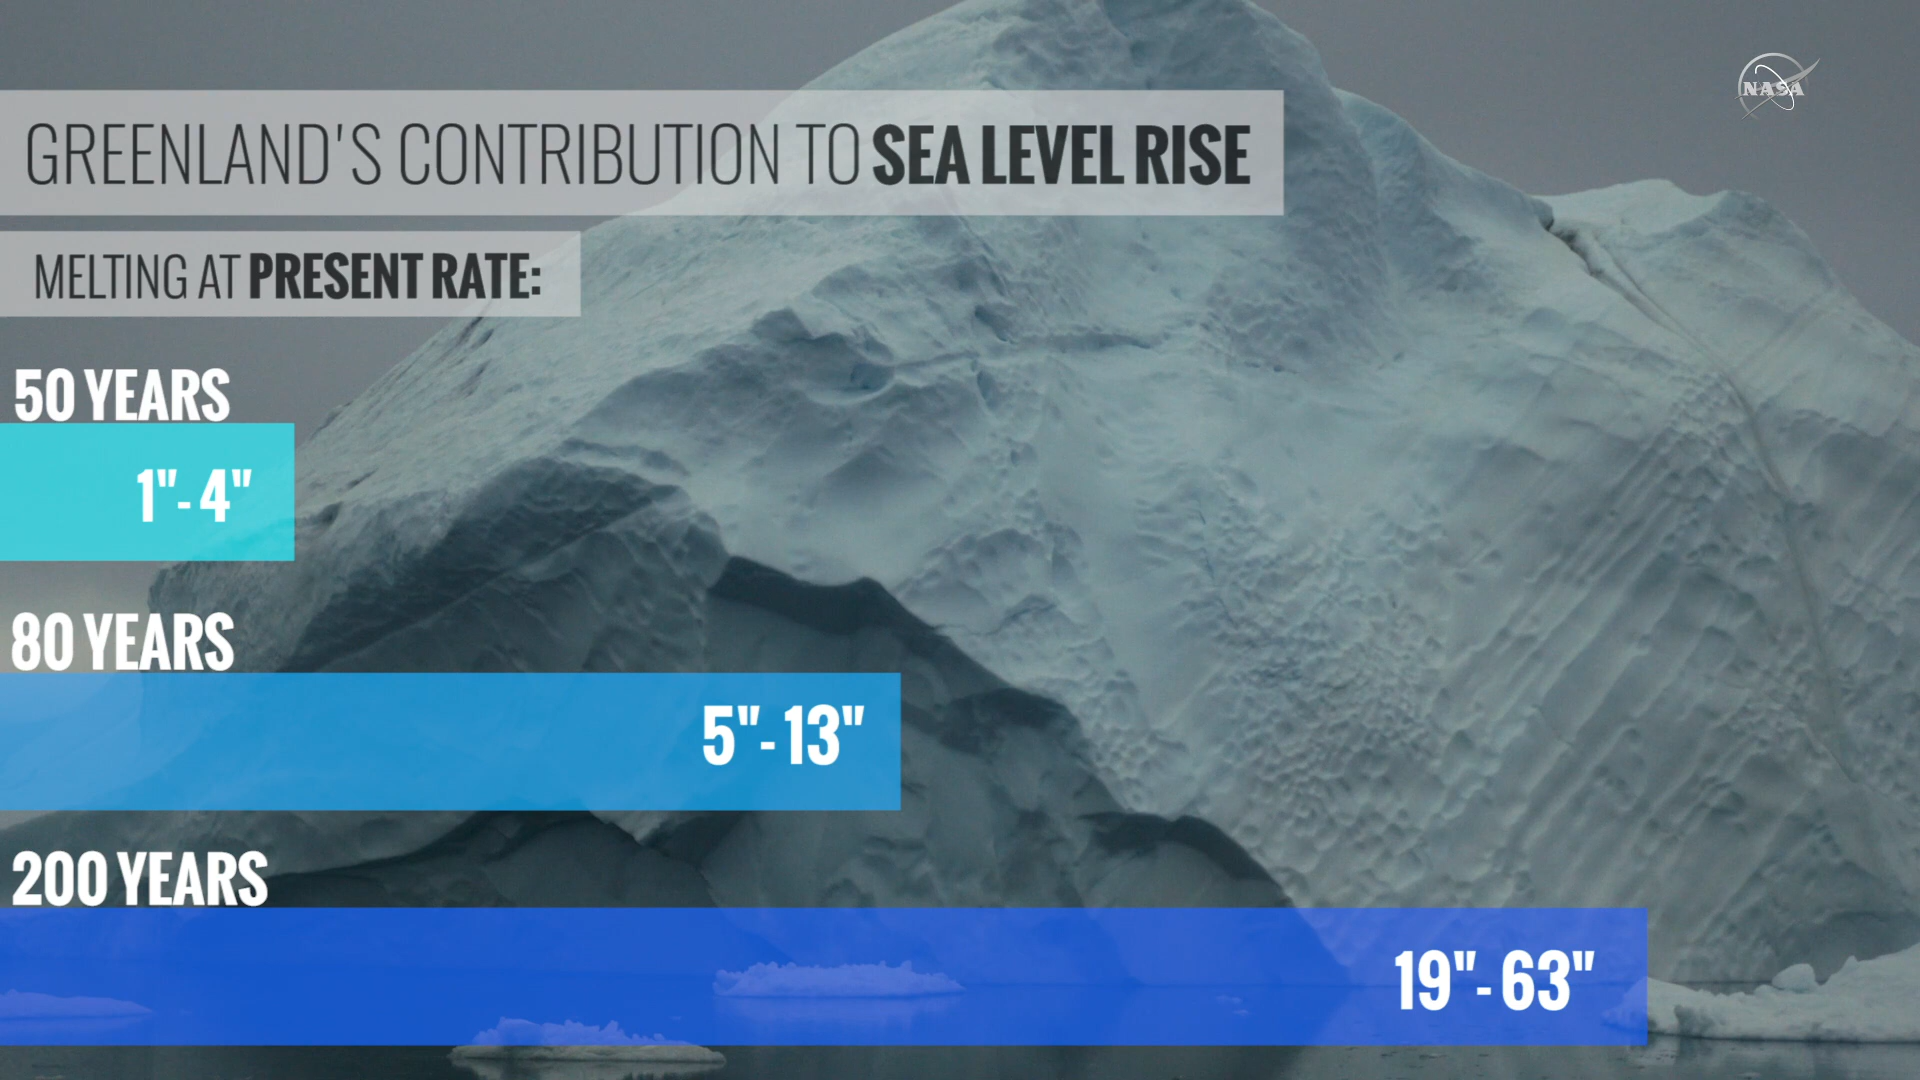 NASA
GREENLAND'S CONTRIBUTION TO SEA LEVEL RISE
MELTING AT PRESENT RATE:
50 YEARS
1"- 4"
80 YEARS
5"- 13"
200 YEARS
19"- 63"